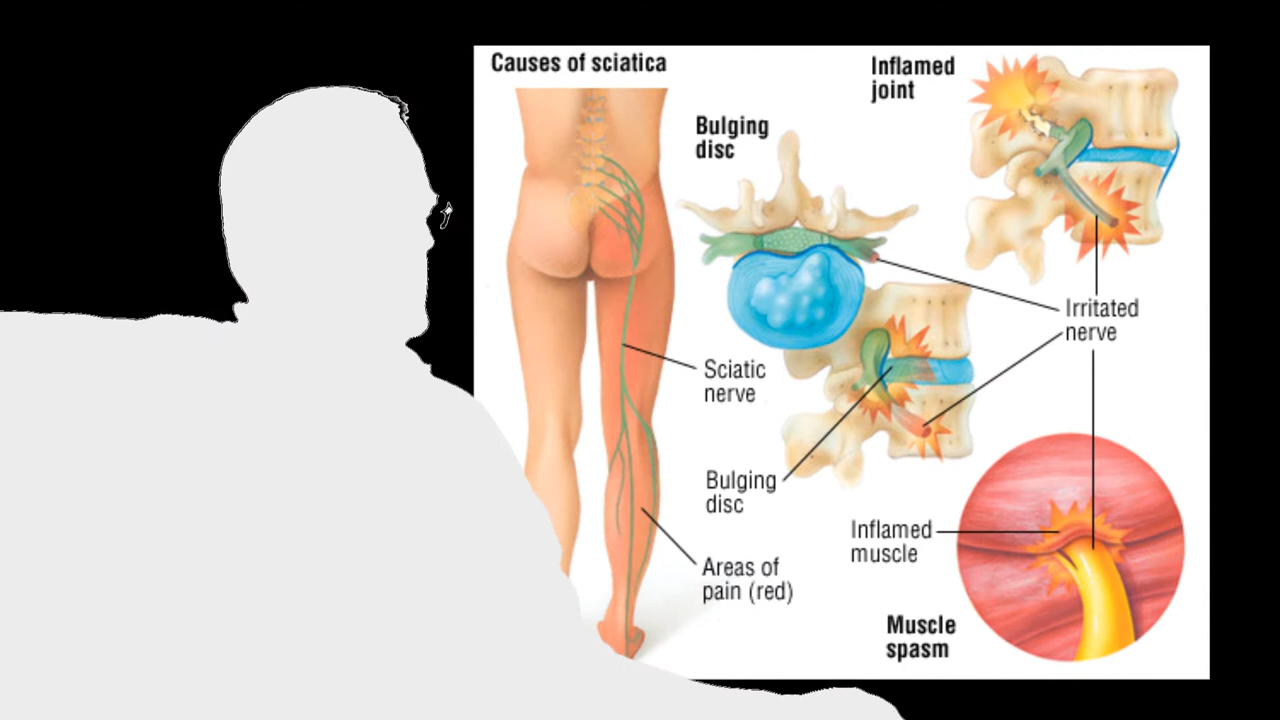 Causes of sciatica
Inflamed
joint
Bulging
disc
Irritated
nerve
Sciatic
nerve
Bulging
disc
Inflamed
muscle
Areas of
pain (red)
Muscle
spasm